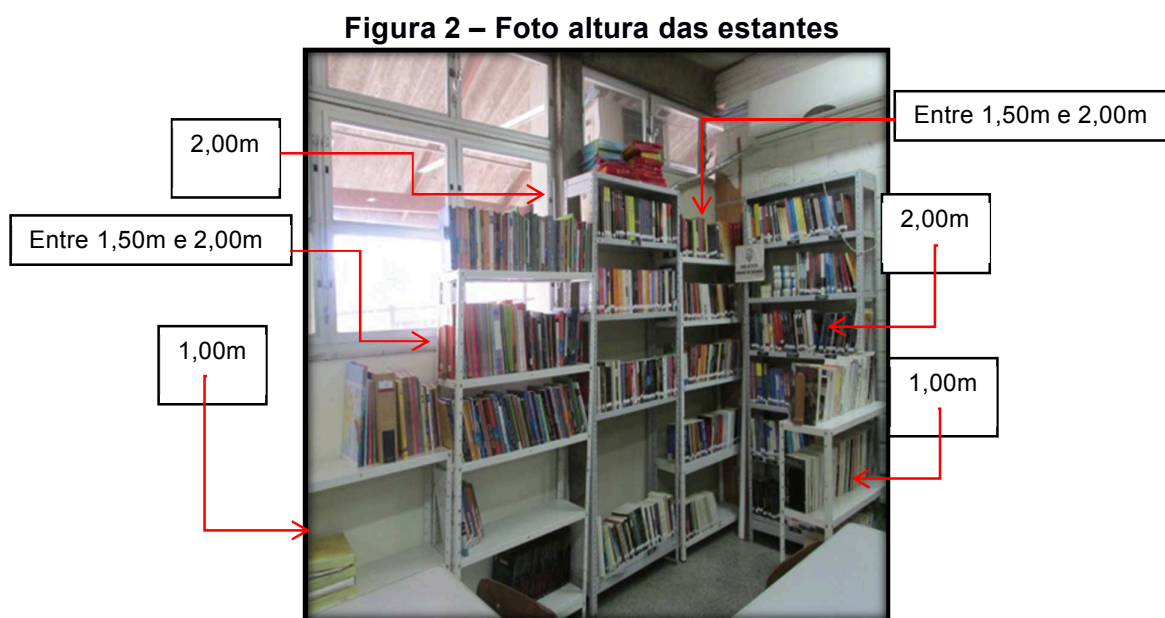 Figura 2 – Foto altura das estantes
Entre 1,50m e 2,00m
2,00m
2,00m
Entre 1,50m e 2,00m
1,00m
1,00m